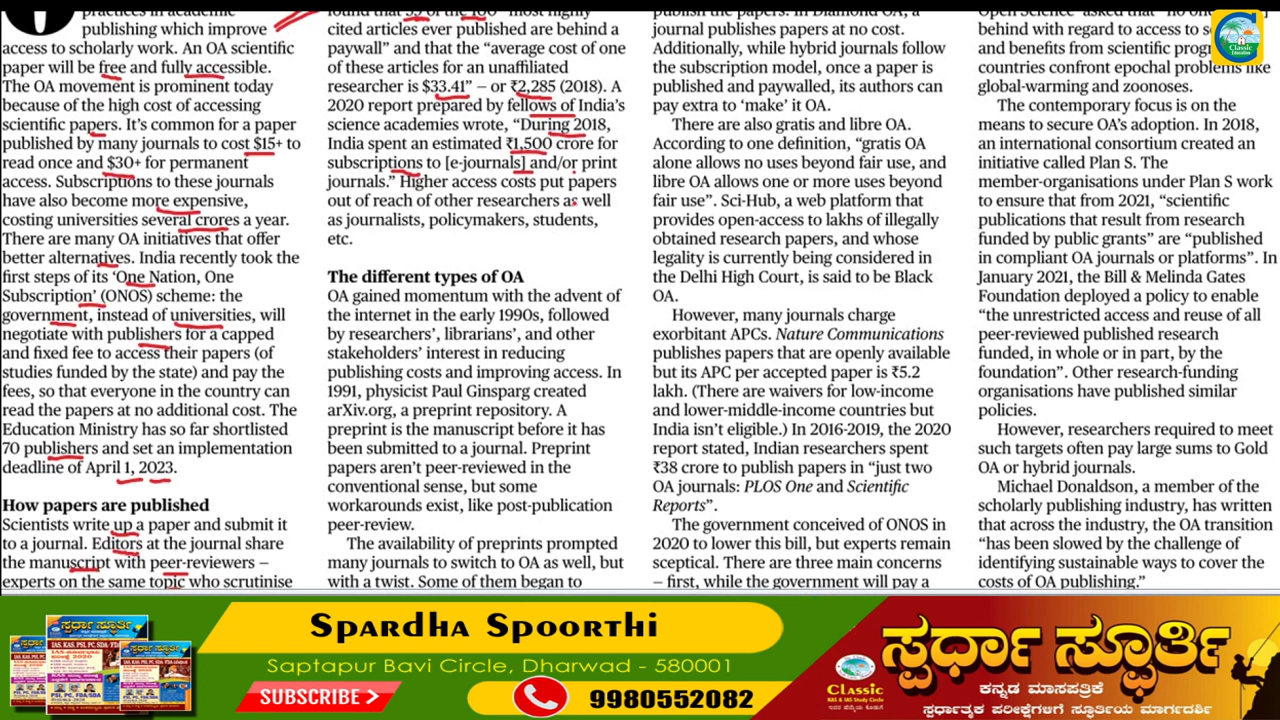 practices in academic
publishing which improve
access to scholarly work. An OA scientific
paper will be free and fully accessible.
The OA movement is prominent today
because of the high cost of accessing
scientific papers. It’s common for a paper
published by many journals to cost $15+ to
read once and $30+ for permanent
access. Subscriptions to these journals
have also become more expensive,
costing universities several crores a year.
There are many OA initiatives that offer
better alternatives. India recently took the
first steps of its ‘One Nation, One
Subscription’ (ONOS) scheme: the
government, instead of universities, will
negotiate with publishers for a capped
and fixed fee to access their papers (of
studies funded by the state) and pay the
fees, so that everyone in the country can
read the papers at no additional cost. The
Education Ministry has so far shortlisted
70 publishers and set an implementation
deadline of April 1, 2023.
How papers are published
Scientists write up a paper and submit it
to a journal. Editors at the journal share
the manuscript with peer-reviewers —
experts on the same topic who scrutinise
found that 35 of the 100 “most highly
cited articles ever published are behind a
paywall” and that the “average cost of one
of these articles for an unaffiliated
researcher is $33.41” – or ₹2,285 (2018). A
2020 report prepared by fellows of India’s
science academies wrote, “During 2018,
India spent an estimated ₹1,500 crore for
subscriptions to [e-journals] and/or print
journals.” Higher access costs put papers
out of reach of other researchers as well
as journalists, policymakers, students,
etc.
The different types of OA
OA gained momentum with the advent of
the internet in the early 1990s, followed
by researchers’, librarians’, and other
stakeholders’ interest in reducing
publishing costs and improving access. In
1991, physicist Paul Ginsparg created
arXiv.org, a preprint repository. A
preprint is the manuscript before it has
been submitted to a journal. Preprint
papers aren’t peer-reviewed in the
conventional sense, but some
workarounds exist, like post-publication
peer-review.
The availability of preprints prompted
many journals to switch to OA as well, but
with a twist. Some of them began to
publish the papers. In Diamond OA, a
journal publishes papers at no cost.
Additionally, while hybrid journals follow
the subscription model, once a paper is
published and paywalled, its authors can
pay extra to ‘make’ it OA.
There are also gratis and libre OA.
According to one definition, “gratis OA
alone allows no uses beyond fair use, and
libre OA allows one or more uses beyond
fair use”. Sci-Hub, a web platform that
provides open-access to lakhs of illegally
obtained research papers, and whose
legality is currently being considered in
the Delhi High Court, is said to be Black
OA.
However, many journals charge
exorbitant APCs. Nature Communications
publishes papers that are openly available
but its APC per accepted paper is ₹5.2
lakh. (There are waivers for low-income
and lower-middle-income countries but
India isn’t eligible.) In 2016-2019, the 2020
report stated, Indian researchers spent
₹38 crore to publish papers in “just two
OA journals: PLOS One and Scientific
Reports”.
The government conceived of ONOS in
2020 to lower this bill, but experts remain
sceptical. There are three main concerns
– first, while the government will pay a
Open Science
behind with regard to access to
and benefits from scientific
countries confront epochal problems like
global-warming and zoonoses.
The contemporary focus is on the
means to secure OA’s adoption. In 2018,
an international consortium created an
initiative called Plan S. The
member-organisations under Plan S work
to ensure that from 2021, “scientific
publications that result from research
funded by public grants” are “published
in compliant OA journals or platforms”. In
January 2021, the Bill & Melinda Gates
Foundation deployed a policy to enable
“the unrestricted access and reuse of all
peer-reviewed published research
funded, in whole or in part, by the
foundation”. Other research-funding
organisations have published similar
policies.
However, researchers required to meet
such targets often pay large sums to Gold
OA or hybrid journals.
Michael Donaldson, a member of the
scholarly publishing industry, has written
that across the industry, the OA transition
“has been slowed by the challenge of
identifying sustainable ways to cover the
costs of OA publishing.”
Classic
Education
Spardha Spoorthi
Saptapur Bavi Circle Dharwad - 580001
SUBSCRIBE >
9980552082
ಸ್ಪರ್ಧಾ ಸ್ಫೂರ್ತಿ
Classic
IAS & KAS Study Circle
ಸ್ಪರ್ಧಾ ಸ್ಫೂರ್ತಿ
ಕನ್ನಡ ಮಾಸಪತ್ರಿಕೆ
ಸ್ಪರ್ಧಾತ್ಮಕ ಪರೀಕ್ಷೆಗಳಿಗೆ ಸ್ಫೂರ್ತಿಯ ಮಾರ್ಗದರ್ಶಿ